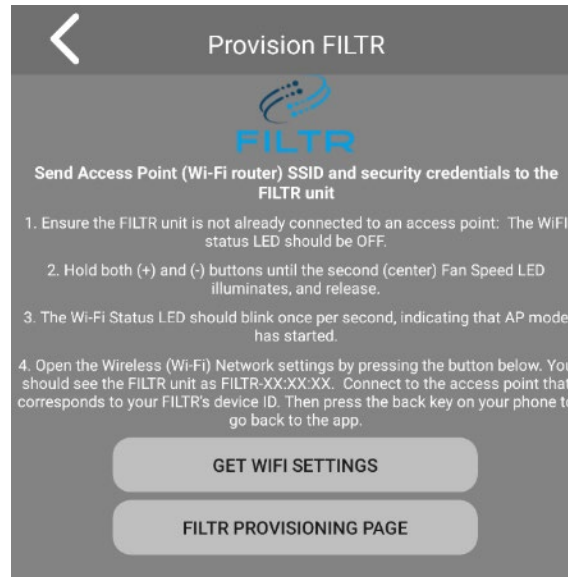 Provision FILTR
FILTR
Send Access Point (Wi-Fi router) SSID and security credentials to the
FILTR unit
1. Ensure the FILTR unit is not already connected to an access point: The WiFi
status LED should be OFF.
2. Hold both (+) and (-) buttons until the second (center) Fan Speed LED
illuminates, and release.
3. The Wi-Fi Status LED should blink once per second, indicating that AP mode
has started.
4. Open the Wireless (Wi-Fi) Network settings by pressing the button below. You
should see the FILTR unit as FILTR-XX:XX:XX. Connect to the access point that
corresponds to your FILTR's device ID. Then press the back key on your phone to
go back to the app.
GET WIFI SETTINGS
FILTR PROVISIONING PAGE